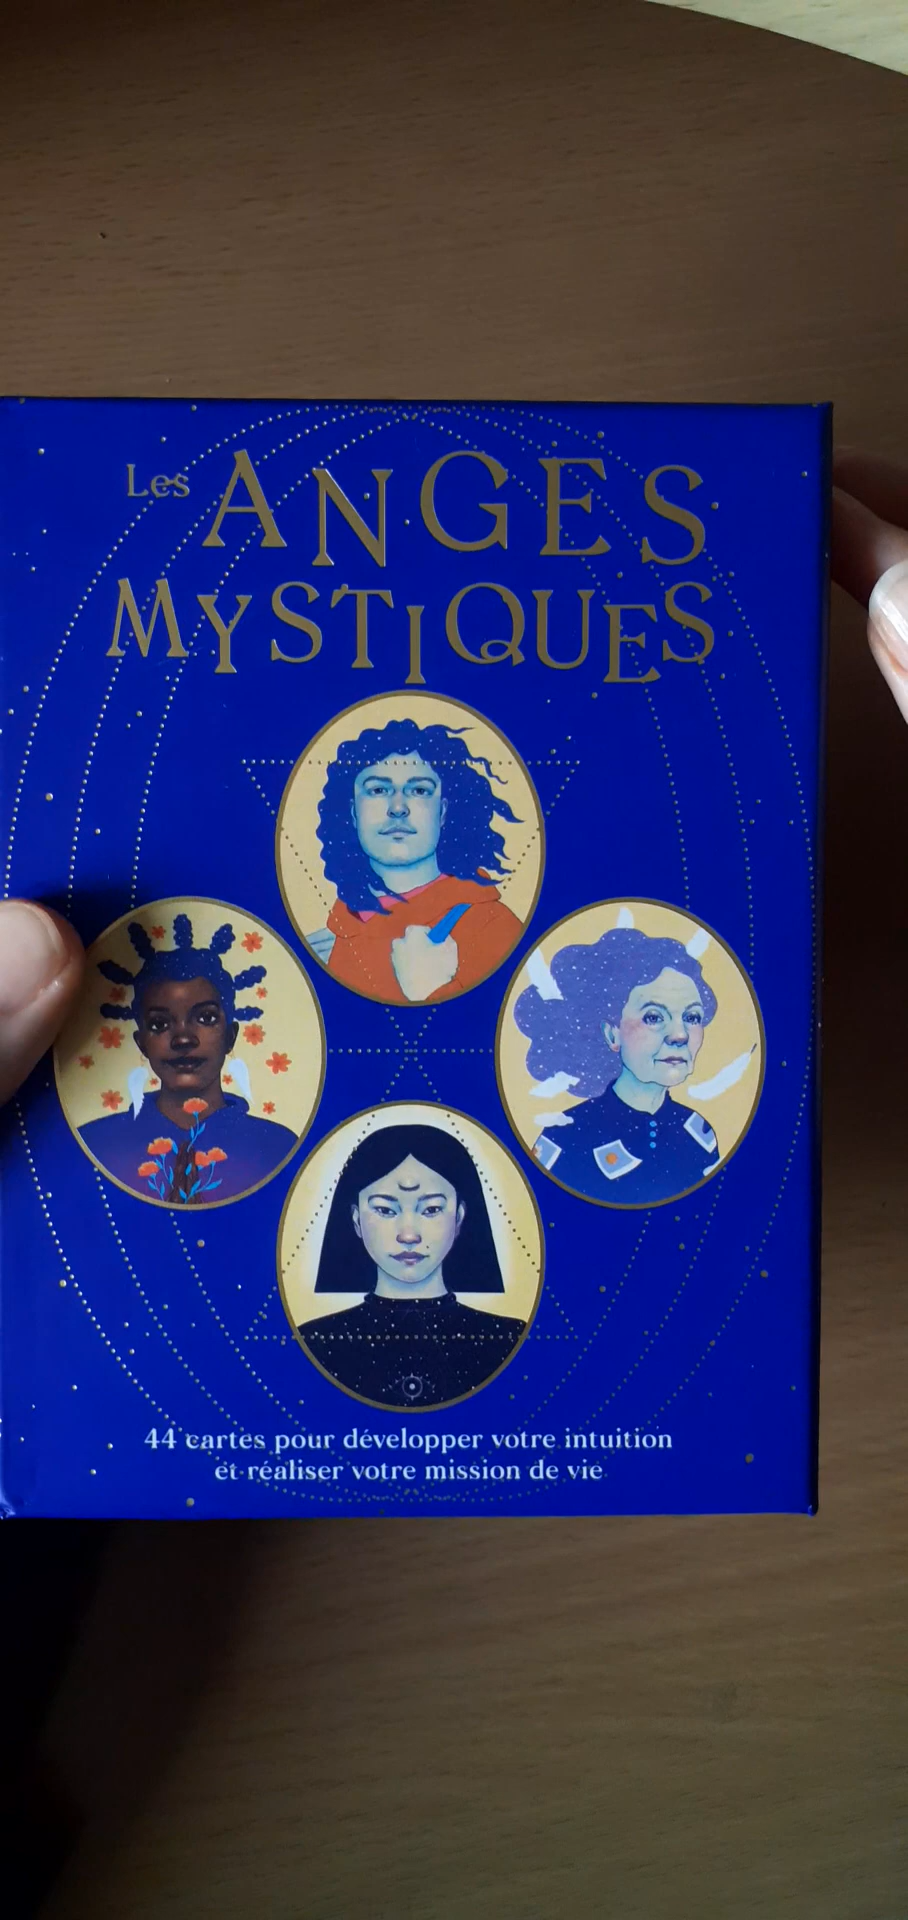 Les ANGES
MYSTIQUES
44 cartes pour développer votre intuition
et réaliser votre mission de vie